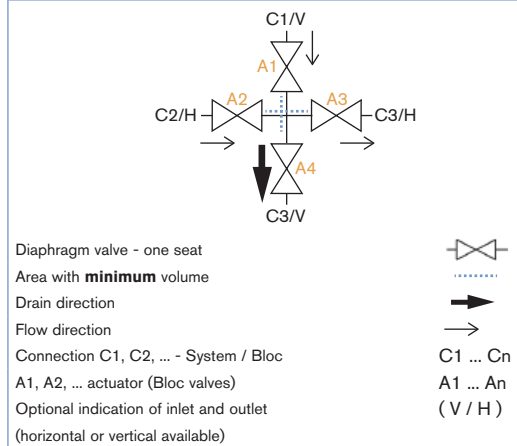 C1/V
A1
A2
A3
C2/H
C3/H
A4
C3/V
Diaphragm valve - one seat
Area with minimum volume
Drain direction
Flow direction
Connection C1, C2, ... - System / Bloc C1 ... Cn
A1, A2, ... actuator (Bloc valves) A1 ... An
Optional indication of inlet and outlet ( V / H )
(horizontal or vertical available)